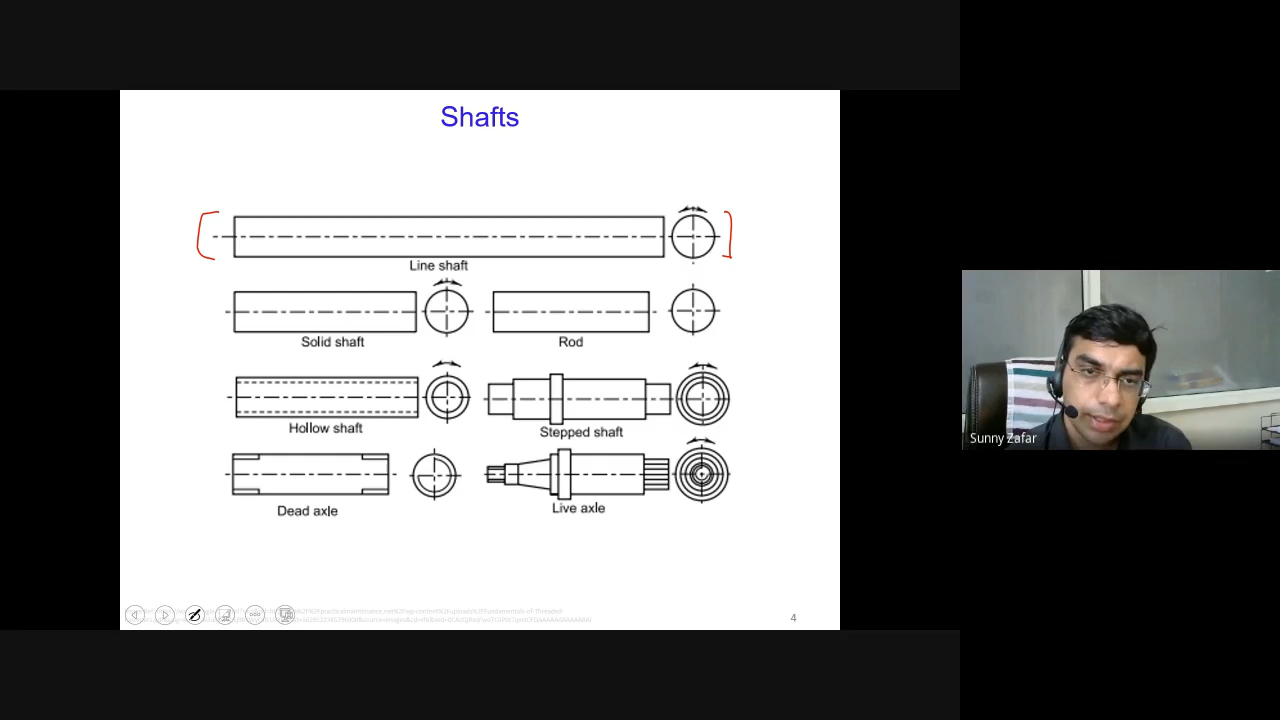 Shafts
Line shaft
Solid shaft
Rod
Hollow shaft
Stepped shaft
Dead axle
Live axle
4
Sunny Zafar